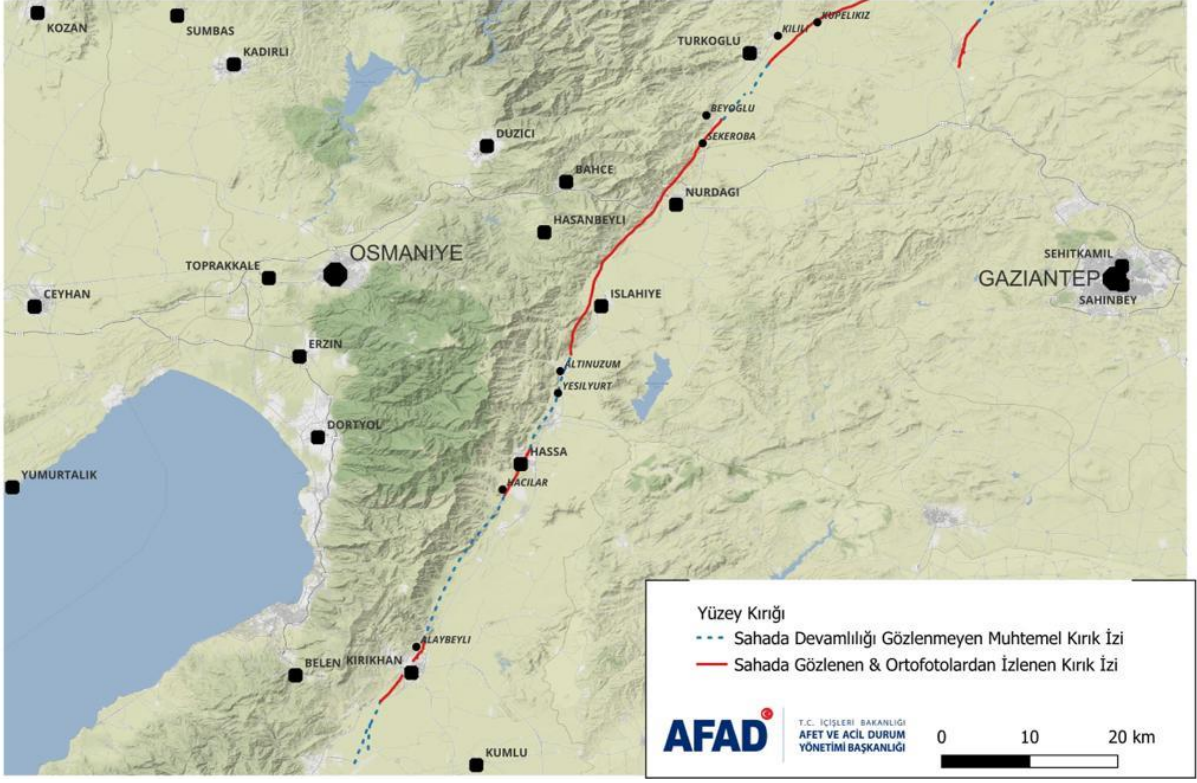 KOZAN
SUMBAS
KADIRLI
KUPELIKIZ
KILILI
TURKOGLU
BEYOGLU
DUZICI
SEKEROBA
BAHCE
NURDAGI
HASANBEYLI
OSMANIYE
TOPRAKKALE
SEHITKAMIL
GAZIANTEP
CEYHAN
ISLAHIYE
SAHINBEY
ERZIN
ALTINUZUM
YESILYURT
DORTYOL
HASSA
YUMURTALIK
HACILAR
ALAYBEYLI
BELEN
KIRIKHAN
KUMLU
Yüzey Kırığı
Sahada Devamlılığı Gözlenmeyen Muhtemel Kırık İzi
Sahada Gözlenen & Ortofotolardan İzlenen Kırık İzi
AFAD
T.C. İÇİŞLERİ BAKANLIĞI
AFET VE ACİL DURUM
YÖNETİMİ BAŞKANLIĞI
0 10 20 km